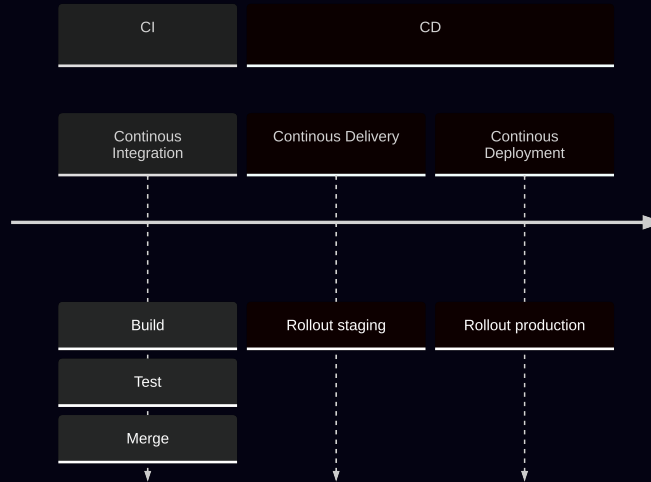 CI
CD
Continous
Integration
Continous Delivery
Continous
Deployment
Build
Rollout staging
Rollout production
Test
Merge